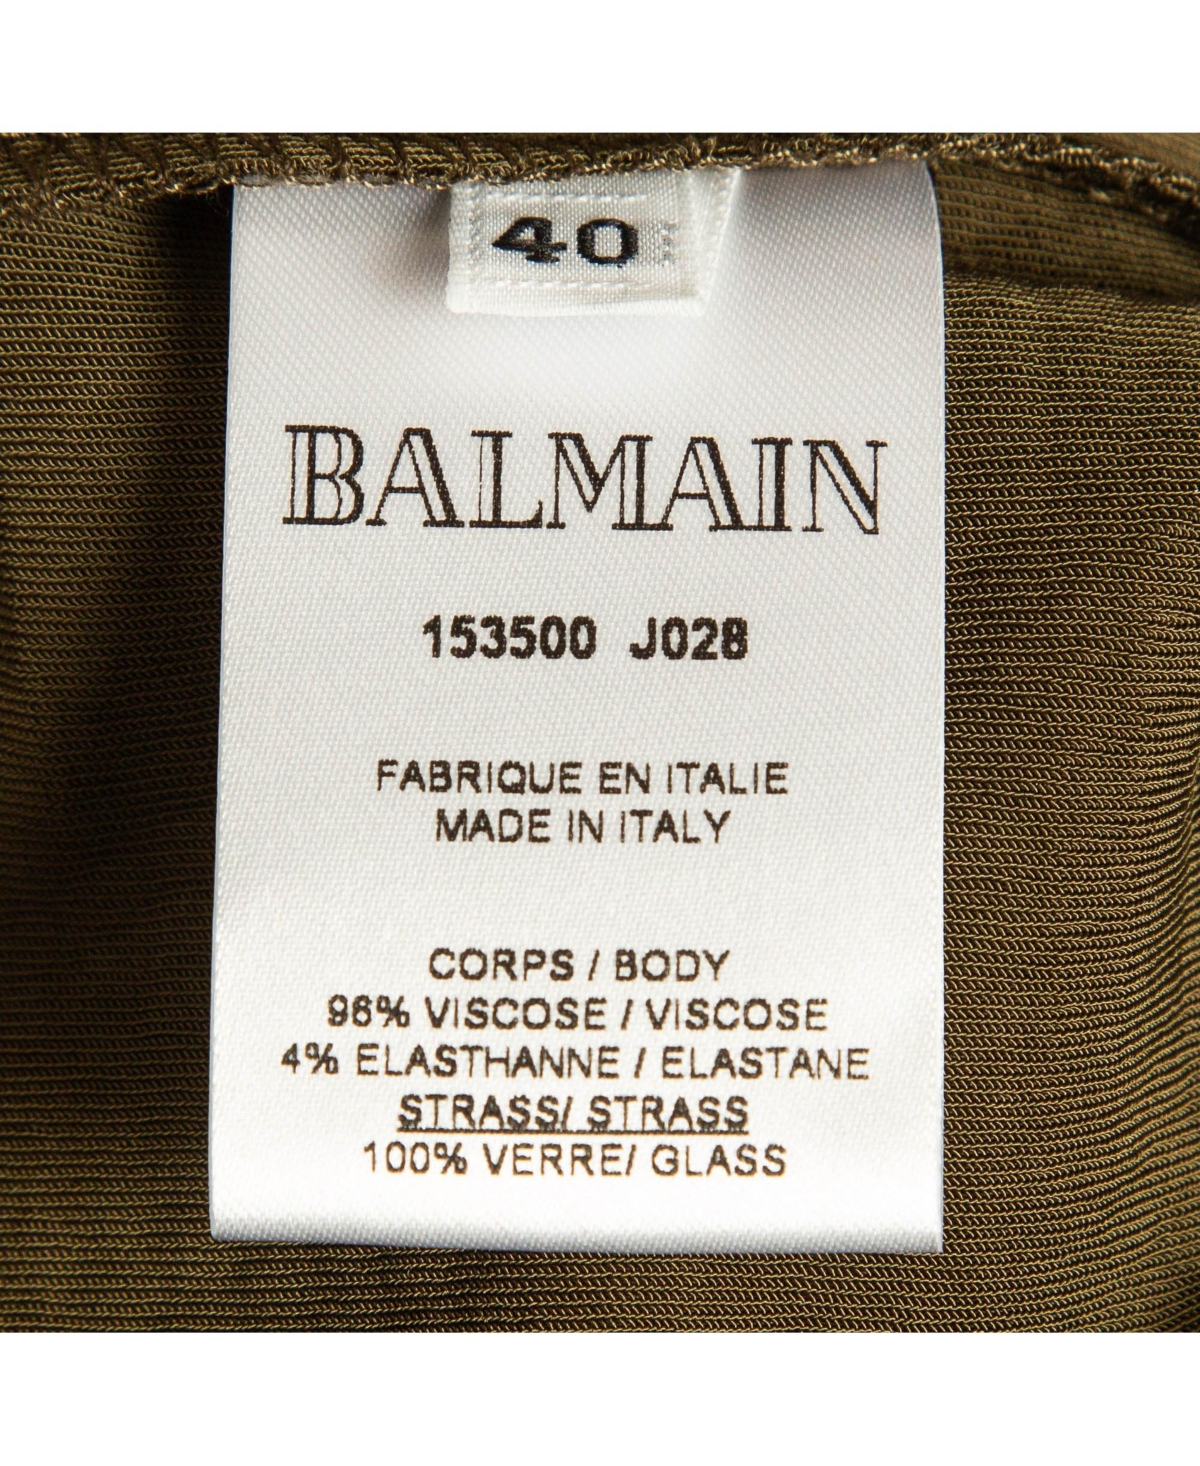 40
BALMAIN
153500 J028
FABRIQUE EN ITALIE
MADE IN ITALY
CORPS / BODY
96% VISCOSE / VISCOSE
4% ELASTHANNE / ELASTANE
STRASS/ STRASS
100% VERRE/ GLASS